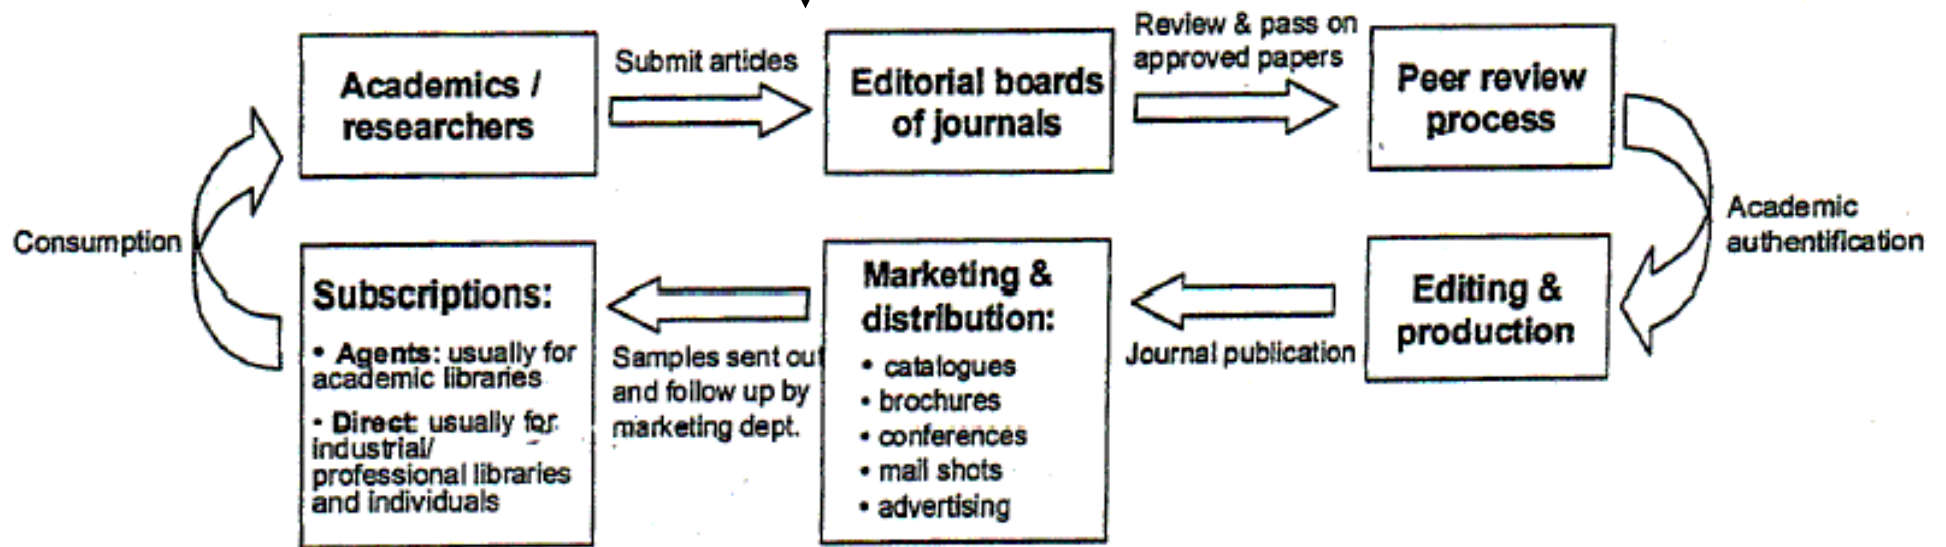 Academics /
researchers
Submit articles
Editorial boards
of journals
Review & pass on
approved papers
Peer review
process
Academic
authentification
Editing &
production
Journal publication
Marketing &
distribution:
• catalogues
• brochures
• conferences
• mail shots
• advertising
Samples sent out
and follow up by
marketing dept.
Subscriptions:
• Agents: usually for
academic libraries
• Direct: usually for
industrial/
professional libraries
and individuals
Consumption